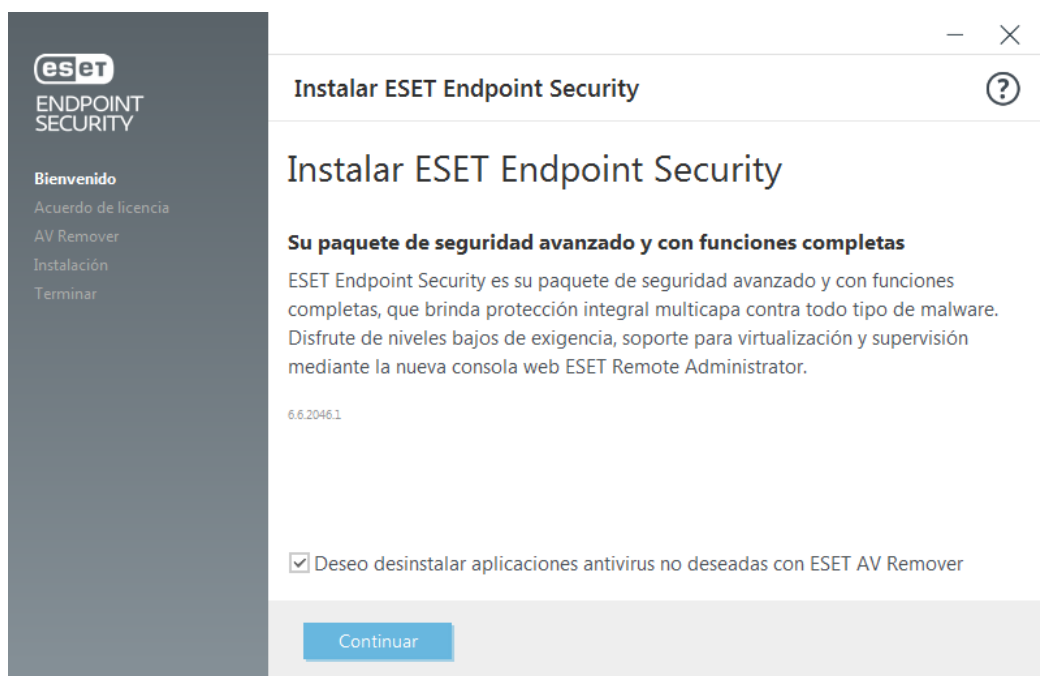 eset
ENDPOINT
SECURITY
Bienvenido
Acuerdo de licencia
AV Remover
Instalación
Terminar
Instalar ESET Endpoint Security
?
Instalar ESET Endpoint Security
Su paquete de seguridad avanzado y con funciones completas
ESET Endpoint Security es su paquete de seguridad avanzado y con funciones
completas, que brinda protección integral multicapa contra todo tipo de malware.
Disfrute de niveles bajos de exigencia, soporte para virtualización y supervisión
mediante la nueva consola web ESET Remote Administrator.
6.6.2046.1
Deseo desinstalar aplicaciones antivirus no deseadas con ESET AV Remover
Continuar